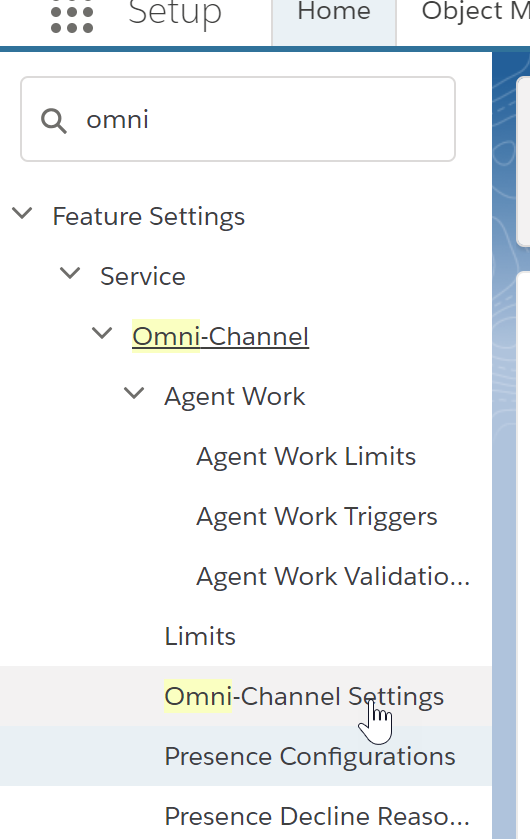 Setup Home Object M
omni
Feature Settings
Service
Omni-Channel
Agent Work
Agent Work Limits
Agent Work Triggers
Agent Work Validatio...
Limits
Omni-Channel Settings
Presence Configurations
Presence Decline Reaso...